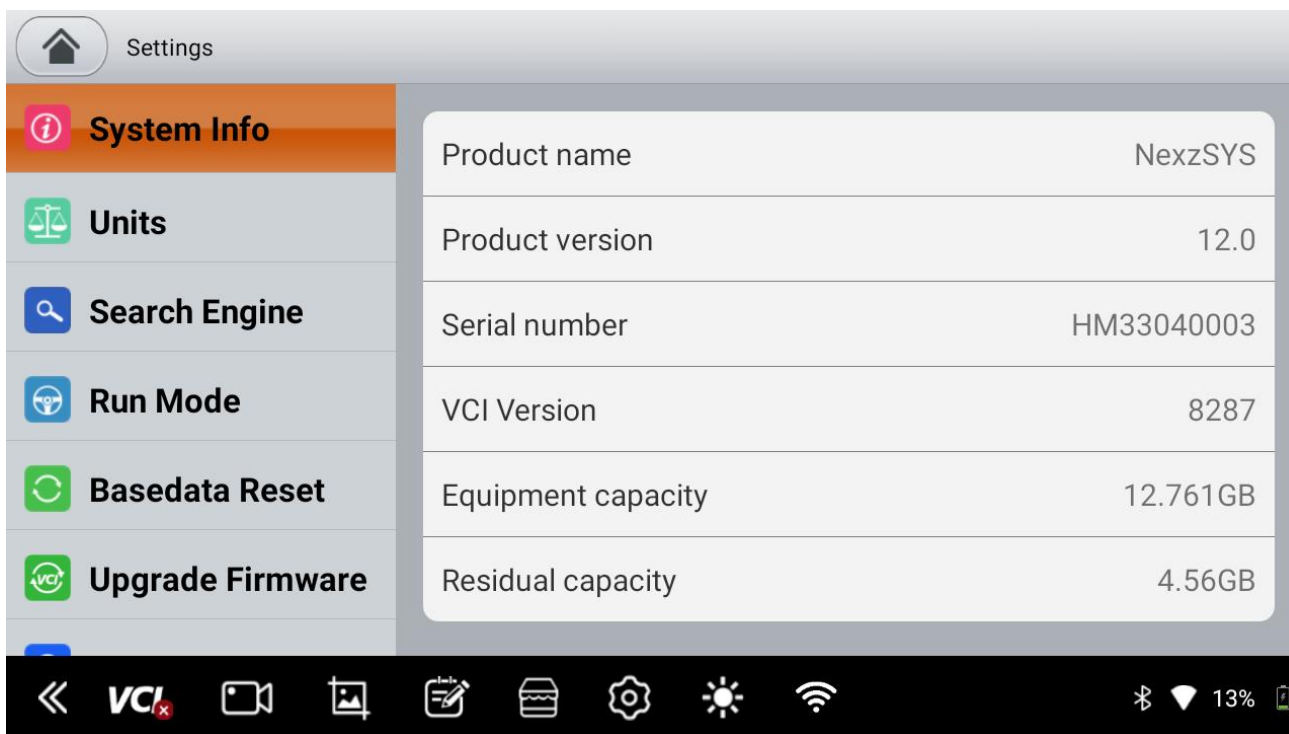 Settings
System Info
Units
Search Engine
Run Mode
Basedata Reset
Upgrade Firmware
Product name NexzSYS
Product version 12.0
Serial number HM33040003
VCI Version 8287
Equipment capacity 12.761GB
Residual capacity 4.56GB
VCI
13%